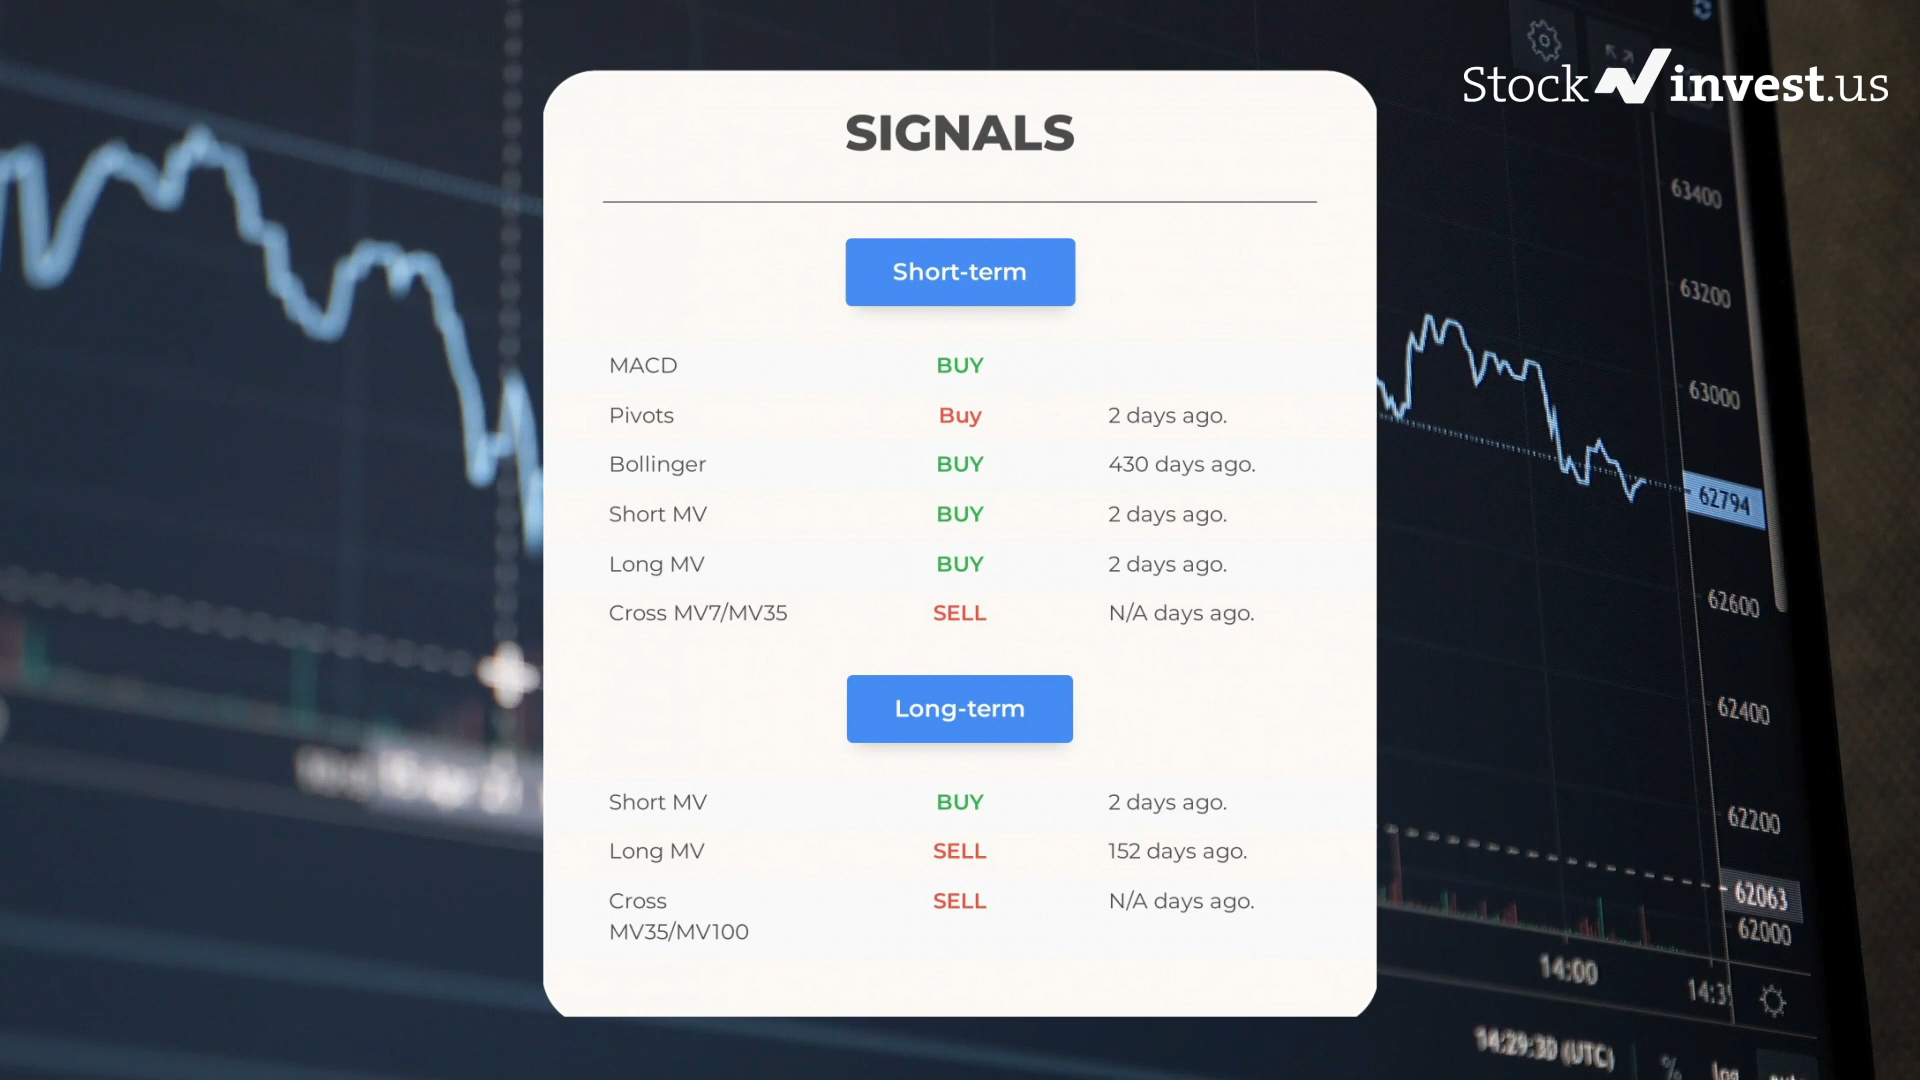 Stock invest.us
SIGNALS
Short-term
MACD BUY
Pivots Buy 2 days ago.
Bollinger BUY 430 days ago.
Short MV BUY 2 days ago.
Long MV BUY 2 days ago.
Cross MV7/MV35 SELL N/A days ago.
Long-term
Short MV BUY 2 days ago.
Long MV SELL 152 days ago.
Cross SELL N/A days ago.
MV35/MV100
63400
63200
63000
62794
62600
62400
62200
62063
62000
14:00
14:3
14:29:30 (UTC)
%
log